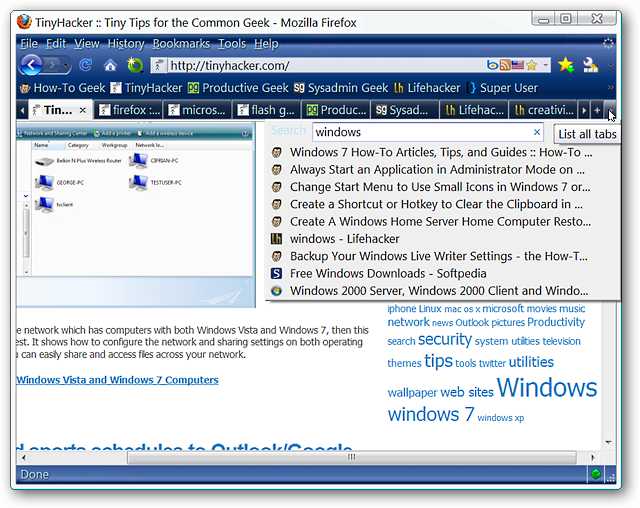 TinyHacker :: Tiny Tips for the Common Geek - Mozilla Firefox
File Edit View History Bookmarks Tools Help
http://tinyhacker.com/
How-To Geek TinyHacker Productive Geek Sysadmin Geek Lifehacker Super User
Tin... firefox :... micros... flash g... Produc... Sysad... Lifehac... creativi...
List all tabs
Search windows
Windows 7 How-To Articles, Tips, and Guides :: How-To ...
Always Start an Application in Administrator Mode on ...
Change Start Menu to Use Small Icons in Windows 7 or...
Create a Shortcut or Hotkey to Clear the Clipboard in ...
Create A Windows Home Server Home Computer Resto...
windows - Lifehacker
Backup Your Windows Live Writer Settings - the How-T...
Free Windows Downloads - Softpedia
Windows 2000 Server, Windows 2000 Client and Windo...
Network and Sharing Center Add a printer Add a wireless device
Name Category Workgroup Network lo...
Belkin N Plus Wireless Router CIPRIAN-PC
GEORGE-PC TESTUSER-PC
tvclient
e network which has computers with both Windows Vista and Windows 7, then this
est. It shows how to configure the network and sharing settings on both operating
u can easily share and access files across your network.
Windows Vista and Windows 7 Computers
d sports schedules to Outlook/Google
iphone Linux mac os x microsoft movies music
network news Outlook pictures Productivity
search security system utilities television
themes tips tools twitter utilities
wallpaper web sites Windows
windows 7 windows xp
Done